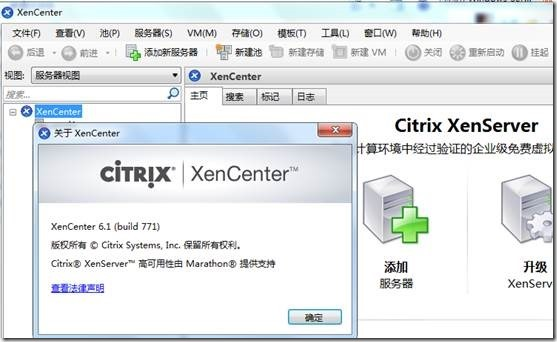 XenCenter
文件(F) 查看(V) 池(P) 服务器(S) VM(M) 存储(O) 模板(T) 工具(L) 窗口(W) 帮助(H)
后退 前进 添加新服务器 新建池 新建存储 新建 VM 关闭 重新启动 挂起
视图: 服务器视图 XenCenter
搜索... 主页 搜索 标记 日志
XenCenter
Citrix XenServer
计算环境中经过验证的企业级免费虚拟
关于 XenCenter
CİTRIX® XenCenter™
XenCenter 6.1 (build 771)
版权所有 © Citrix Systems, Inc. 保留所有权利。
Citrix® XenServer™ 高可用性由 Marathon® 提供支持
查看法律声明
确定
添加 升级
服务器 XenServ